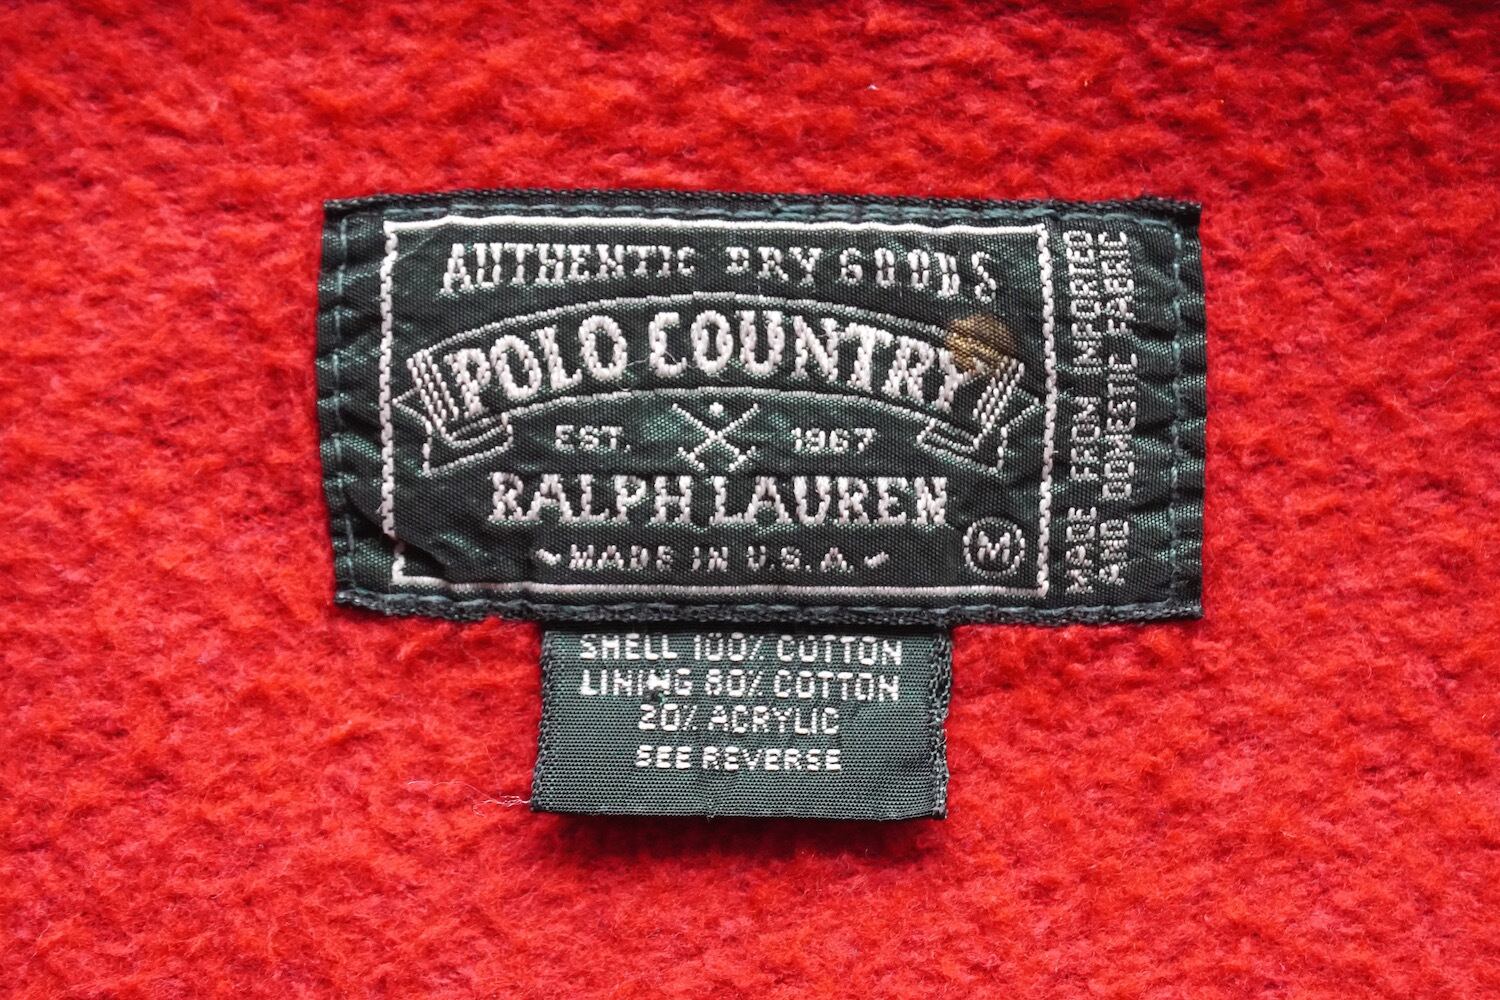 AUTHENTIC DRY GOODS
POLO COUNTRY
EST. 1967
RALPH LAUREN
~MADE IN U.S.A.~
M
MADE FROM IMPORTED
AND DOMESTIC FABRIC
SHELL 100% COTTON
LINING 80% COTTON
20% ACRYLIC
SEE REVERSE